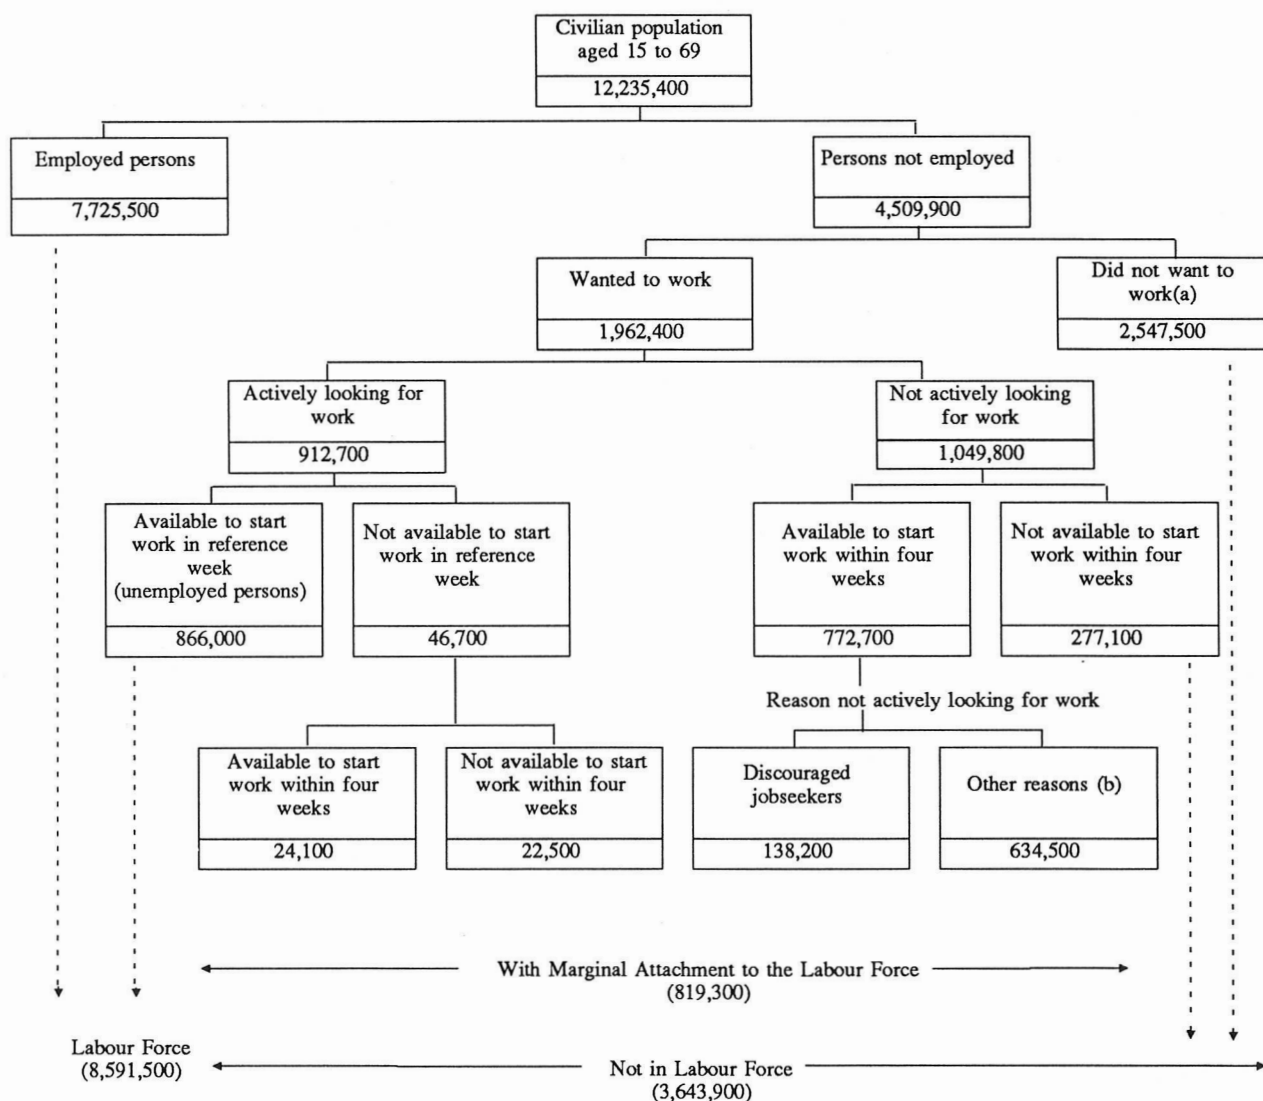 Civilian population
aged 15 to 69
12,235,400
Employed persons
7,725,500
Persons not employed
4,509,900
Wanted to work
1,962,400
Did not want to
work(a)
2,547,500
Actively looking for
work
912,700
Not actively looking
for work
1,049,800
Available to start
work in reference
week
(unemployed persons)
866,000
Not available to start
work in reference
week
46,700
Available to start
work within four
weeks
772,700
Not available to start
work within four
weeks
277,100
Reason not actively looking for work
Available to start
work within four
weeks
24,100
Not available to start
work within four
weeks
22,500
Discouraged
jobseekers
138,200
Other reasons (b)
634,500
With Marginal Attachment to the Labour Force
(819,300)
Labour Force
(8,591,500)
Not in Labour Force
(3,643,900)